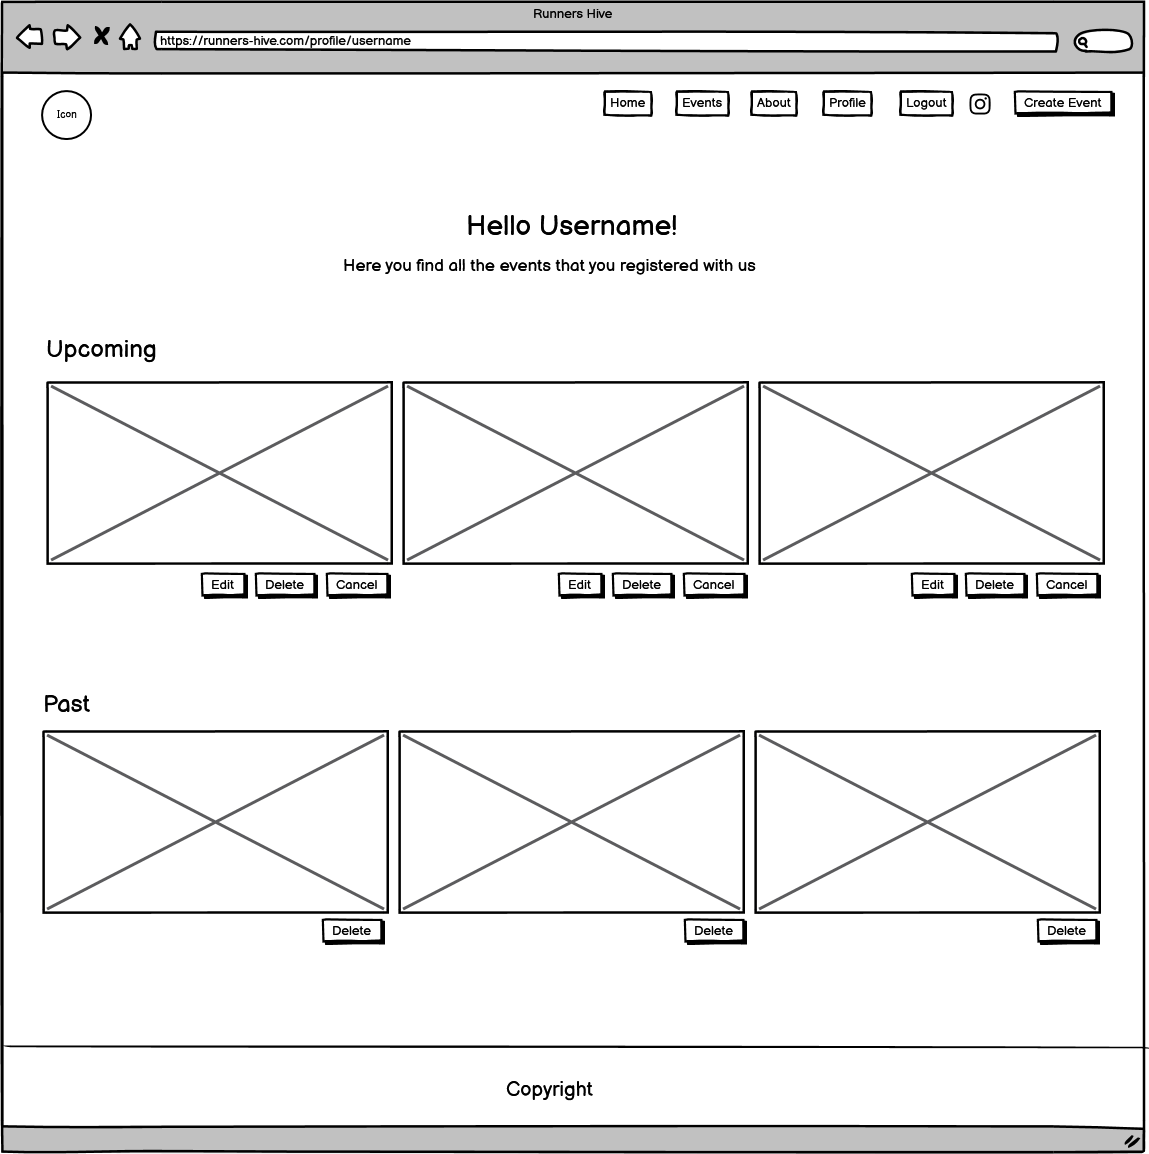 Runners Hive
https://runners-hive.com/profile/username
Icon
Home Events About Profile Logout Create Event
Hello Username!
Here you find all the events that you registered with us
Upcoming
Edit Delete Cancel Edit Delete Cancel Edit Delete Cancel
Past
Delete Delete Delete
Copyright